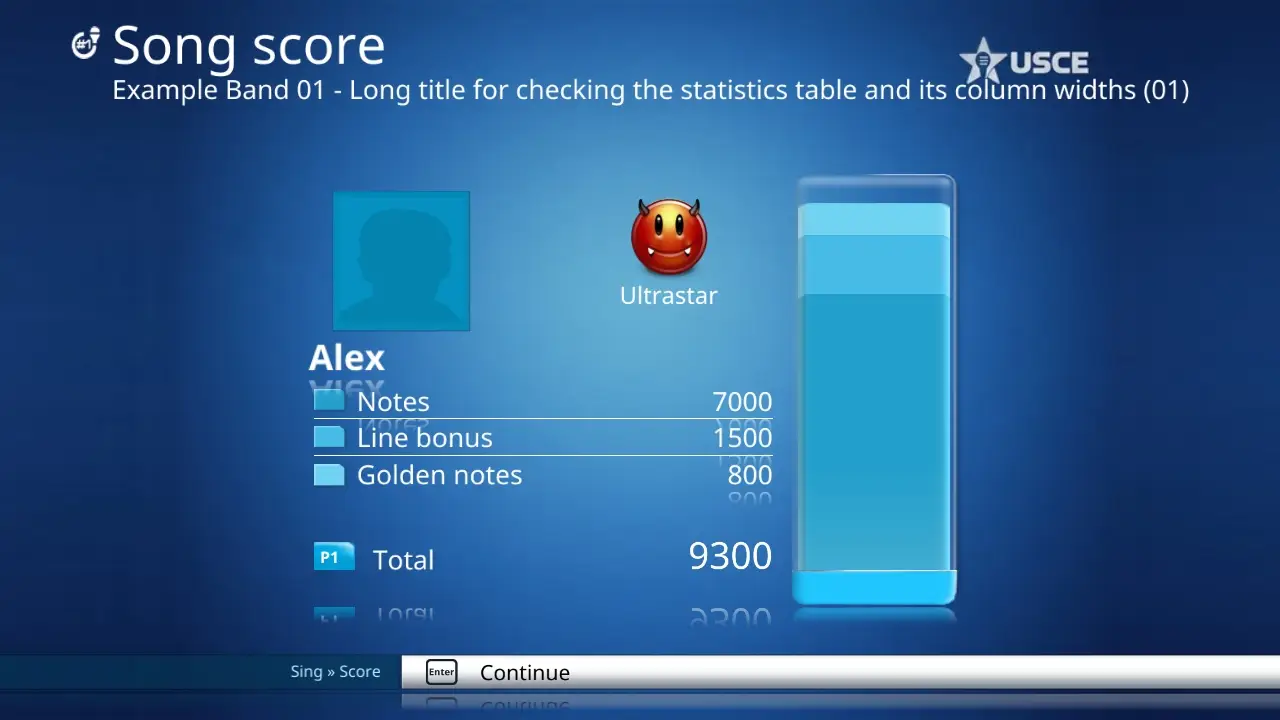 #1 Song score
USCE
Example Band 01 - Long title for checking the statistics table and its column widths (01)
Ultrastar
Alex
Notes 7000
Line bonus 1500
Golden notes 800
P1 Total 9300
Sing » Score Enter Continue